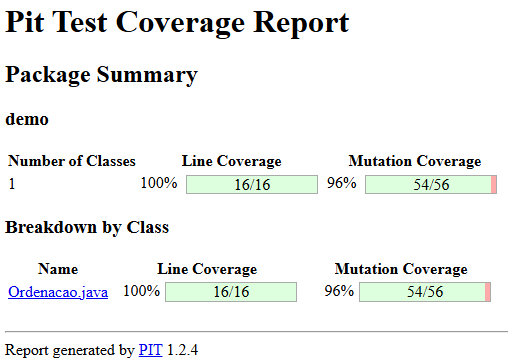 Pit Test Coverage Report
Package Summary
demo
Number of Classes Line Coverage Mutation Coverage
1 100% 16/16 96% 54/56
Breakdown by Class
Name Line Coverage Mutation Coverage
Ordenacao.java 100% 16/16 96% 54/56
Report generated by PIT 1.2.4